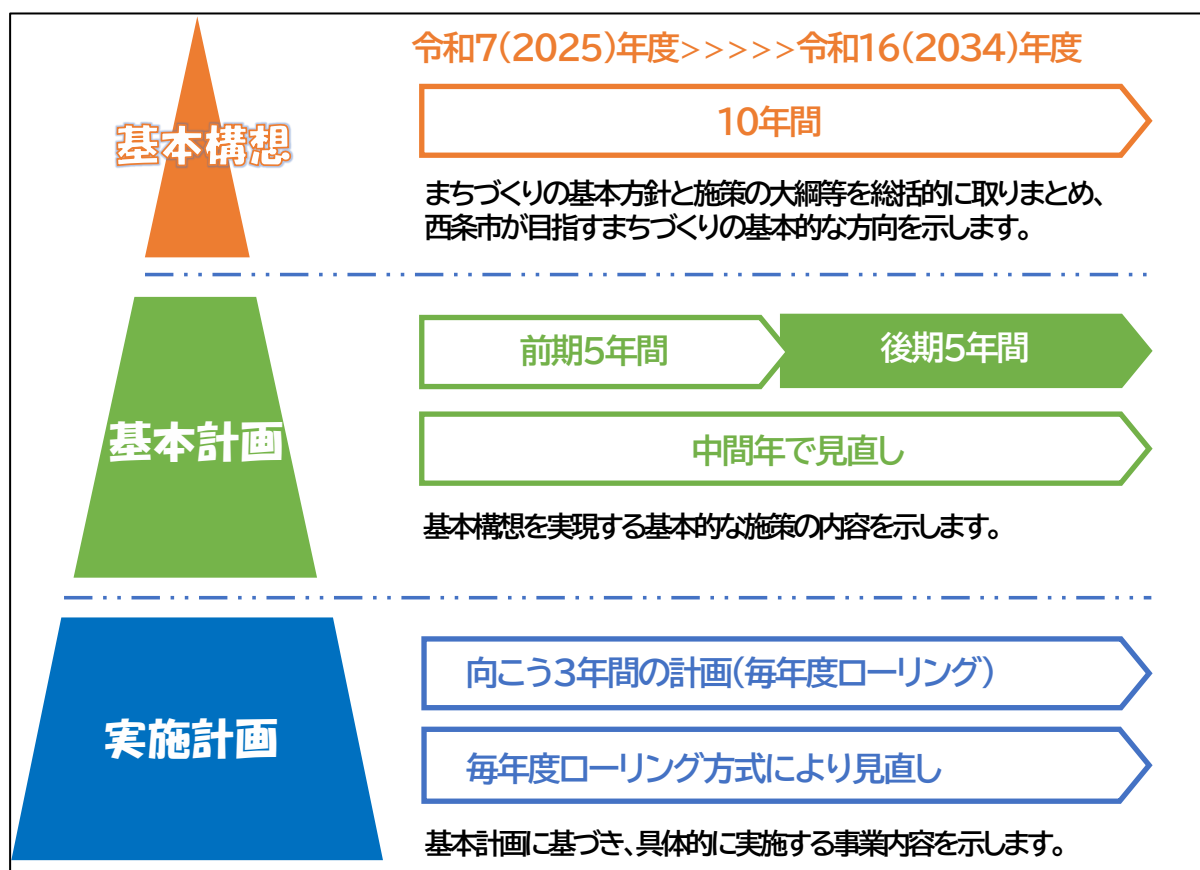 令和7(2025)年度>>>>>令和16(2034)年度
基本構想
10年間
まちづくりの基本方針と施策の大綱等を総括的に取りまとめ、
西条市が目指すまちづくりの基本的な方向を示します。
基本計画
前期5年間
後期5年間
中間年で見直し
基本構想を実現する基本的な施策の内容を示します。
実施計画
向こう3年間の計画(毎年度ローリング)
毎年度ローリング方式により見直し
基本計画に基づき、具体的に実施する事業内容を示します。